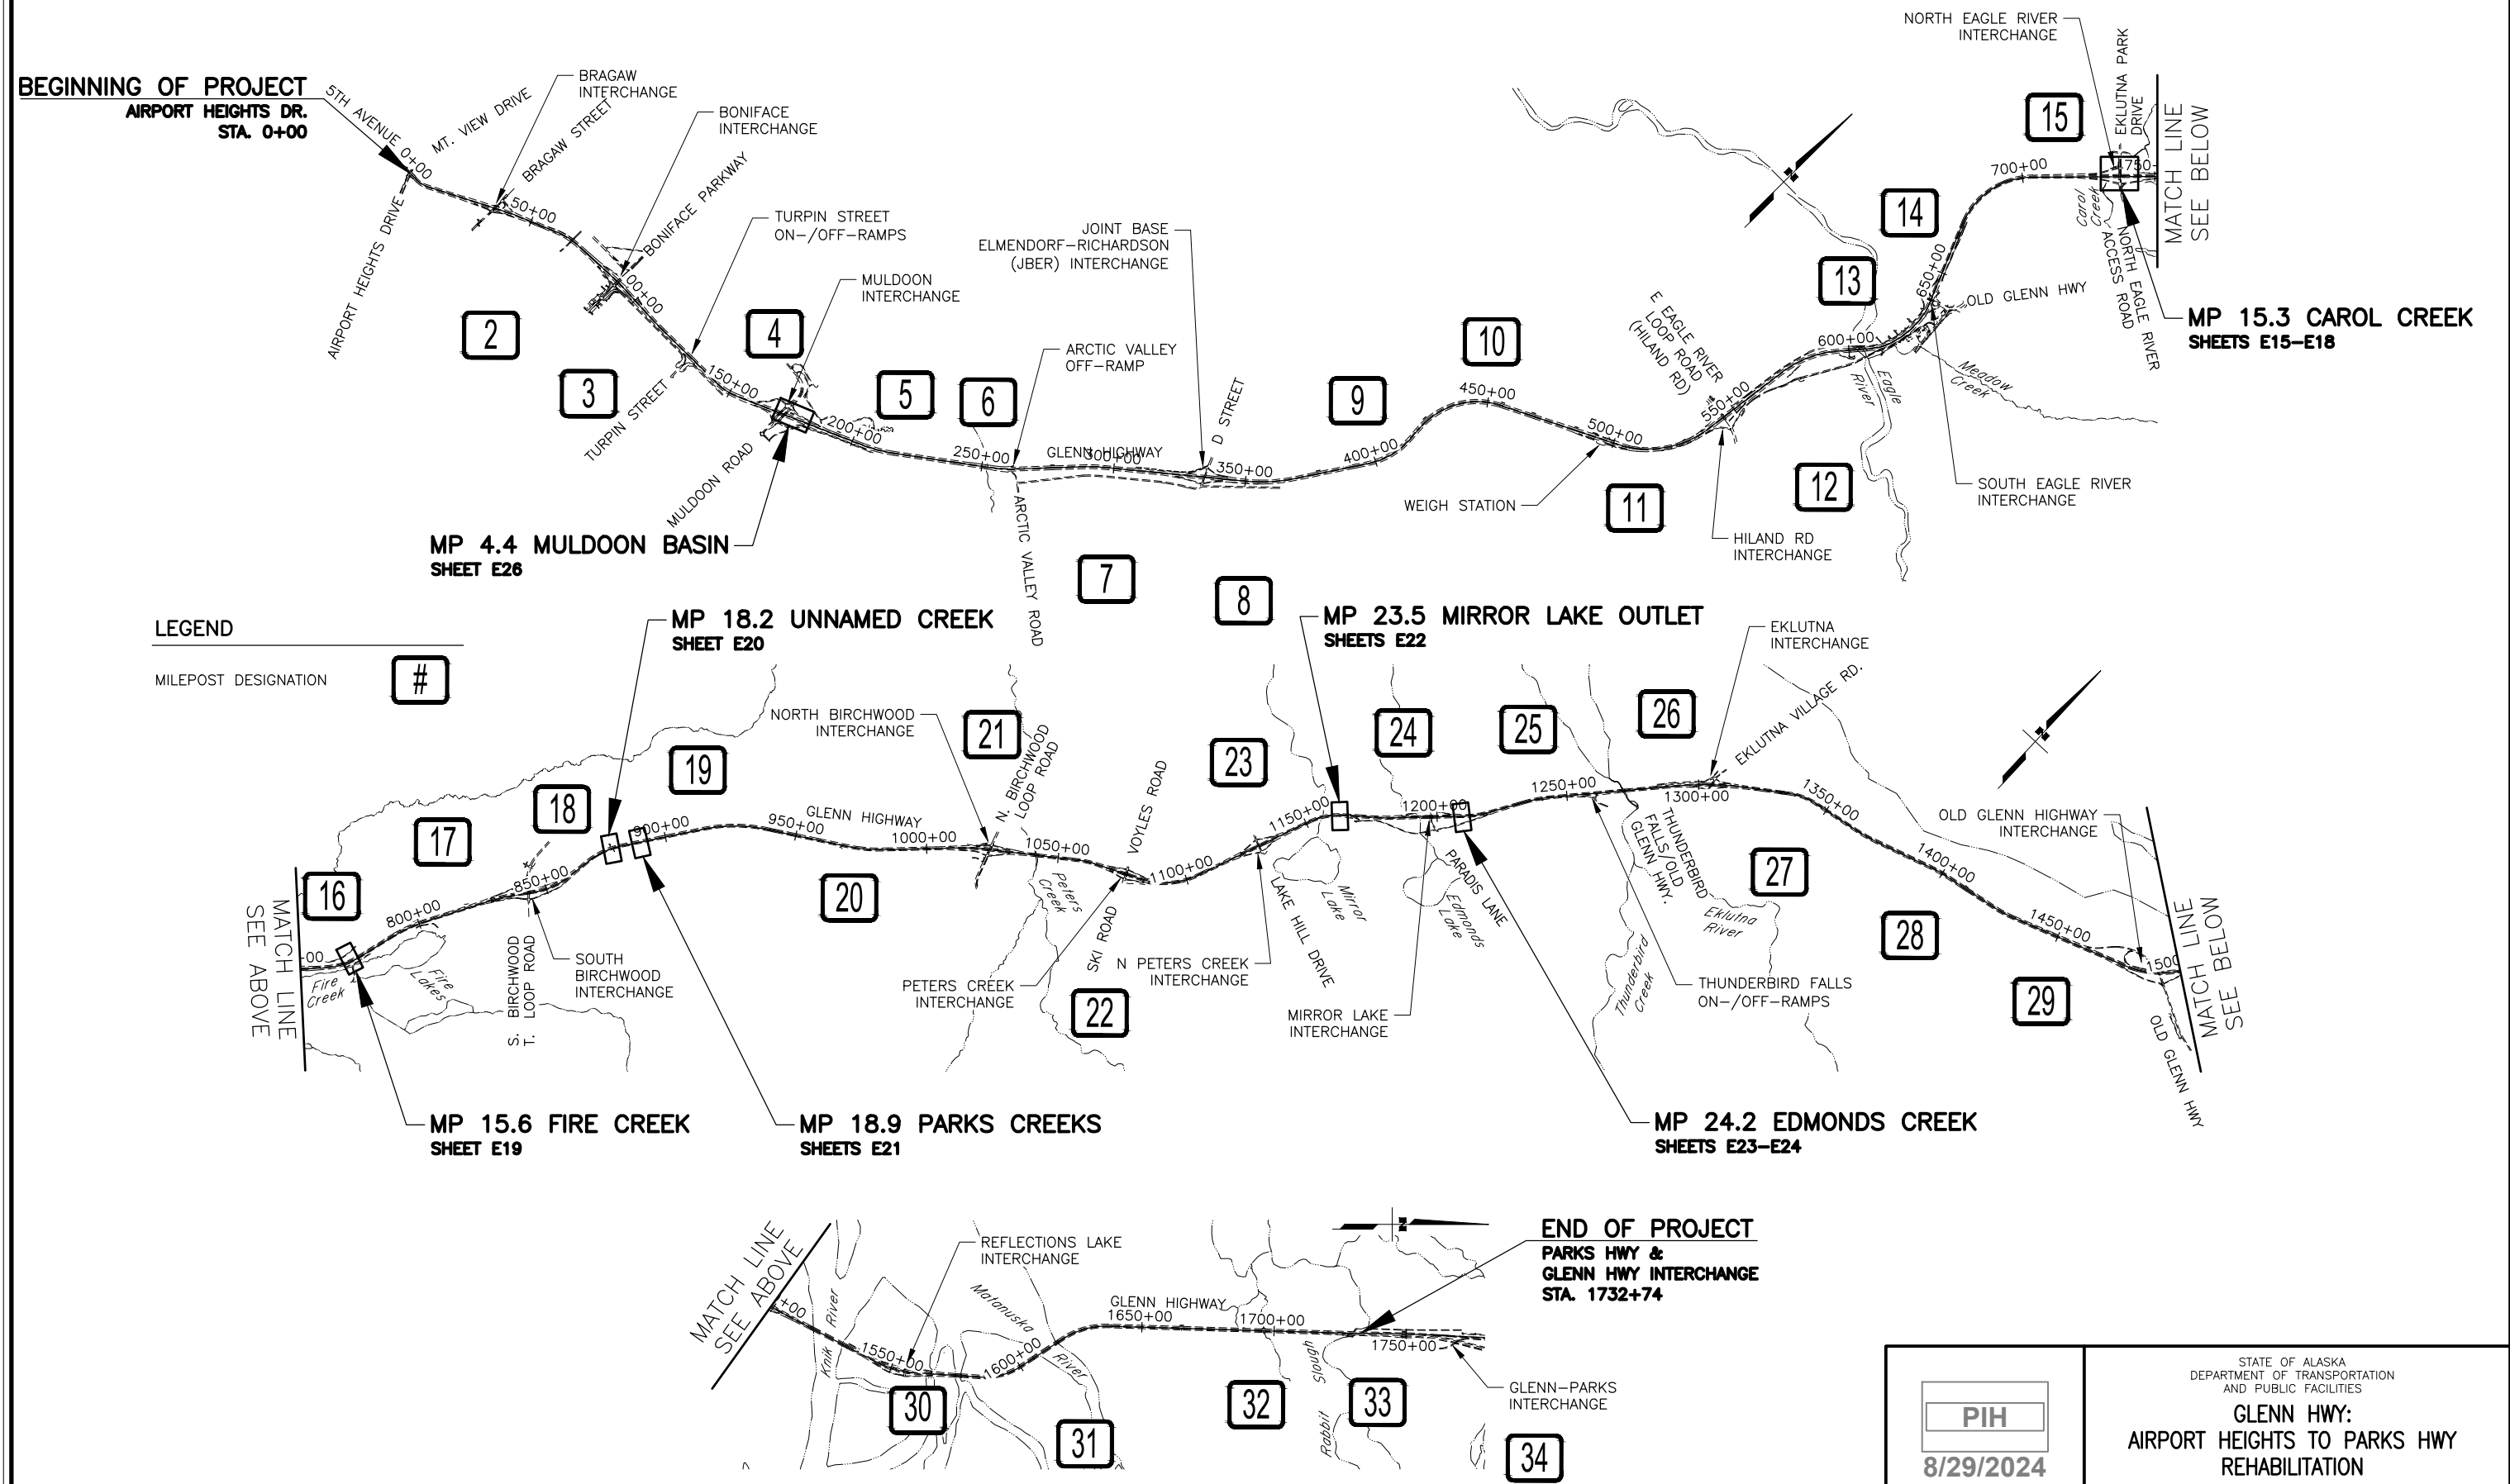 BEGINNING OF PROJECT
AIRPORT HEIGHTS DR.
STA. 0+00
5TH AVENUE
0+00
MT. VIEW DRIVE
AIRPORT HEIGHTS DRIVE
BRAGAW
INTERCHANGE
BRAGAW STREET
50+00
BONIFACE
INTERCHANGE
BONIFACE PARKWAY
00+00
TURPIN STREET
ON-/OFF-RAMPS
TURPIN STREET
150+00
MULDOON
INTERCHANGE
MULDOON ROAD
200+00
2
3
4
5
6
MP 4.4 MULDOON BASIN
SHEET E26
250+00
ARCTIC VALLEY
OFF-RAMP
ARCTIC VALLEY ROAD
GLENN HIGHWAY
300+00
JOINT BASE
ELMENDORF-RICHARDSON
(JBER) INTERCHANGE
D STREET
350+00
7
8
9
10
400+00
450+00
500+00
WEIGH STATION
11
E EAGLE RIVER
LOOP ROAD
(HILAND RD)
550+00
HILAND RD
INTERCHANGE
12
600+00
Eagle
River
13
14
650+00
OLD GLENN HWY
Meadow
Creek
SOUTH EAGLE RIVER
INTERCHANGE
700+00
15
NORTH EAGLE RIVER
INTERCHANGE
EKLUTNA PARK
DRIVE
750-
Carol
Creek
NORTH EAGLE RIVER
ACCESS ROAD
MATCH LINE
SEE BELOW
MP 15.3 CAROL CREEK
SHEETS E15-E18
LEGEND
MILEPOST DESIGNATION
#
MATCH LINE
SEE ABOVE
16
-00
Fire
Creek
Fire
Lakes
800+00
17
18
850+00
S. BIRCHWOOD
T. LOOP ROAD
SOUTH
BIRCHWOOD
INTERCHANGE
MP 15.6 FIRE CREEK
SHEET E19
MP 18.2 UNNAMED CREEK
SHEET E20
900+00
19
MP 18.9 PARKS CREEKS
SHEETS E21
950+00
GLENN HIGHWAY
20
1000+00
NORTH BIRCHWOOD
INTERCHANGE
21
N. BIRCHWOOD
LOOP ROAD
1050+00
Peters
Creek
VOYLES ROAD
SKI ROAD
PETERS CREEK
INTERCHANGE
22
1100+00
N PETERS CREEK
INTERCHANGE
LAKE HILL DRIVE
23
1150+00
Mirror
Lake
MP 23.5 MIRROR LAKE OUTLET
SHEETS E22
24
1200+00
MIRROR LAKE
INTERCHANGE
PARADIS LANE
Edmonds
Lake
MP 24.2 EDMONDS CREEK
SHEETS E23-E24
25
1250+00
THUNDERBIRD
FALLS/OLD
GLENN HWY.
Thunderbird
Creek
THUNDERBIRD FALLS
ON-/OFF-RAMPS
Eklutna
River
26
EKLUTNA
INTERCHANGE
EKLUTNA VILLAGE RD.
1300+00
27
1350+00
28
1400+00
1450+00
29
OLD GLENN HIGHWAY
INTERCHANGE
1500
OLD GLENN HWY
MATCH LINE
SEE BELOW
MATCH LINE
SEE ABOVE
+00
Knik River
1550+00
REFLECTIONS LAKE
INTERCHANGE
30
1600+00
Matanuska
River
31
GLENN HIGHWAY
1650+00
1700+00
32
Rabbit Slough
33
1750+00
END OF PROJECT
PARKS HWY &
GLENN HWY INTERCHANGE
STA. 1732+74
GLENN-PARKS
INTERCHANGE
34
PIH
8/29/2024
STATE OF ALASKA
DEPARTMENT OF TRANSPORTATION
AND PUBLIC FACILITIES
GLENN HWY:
AIRPORT HEIGHTS TO PARKS HWY
REHABILITATION